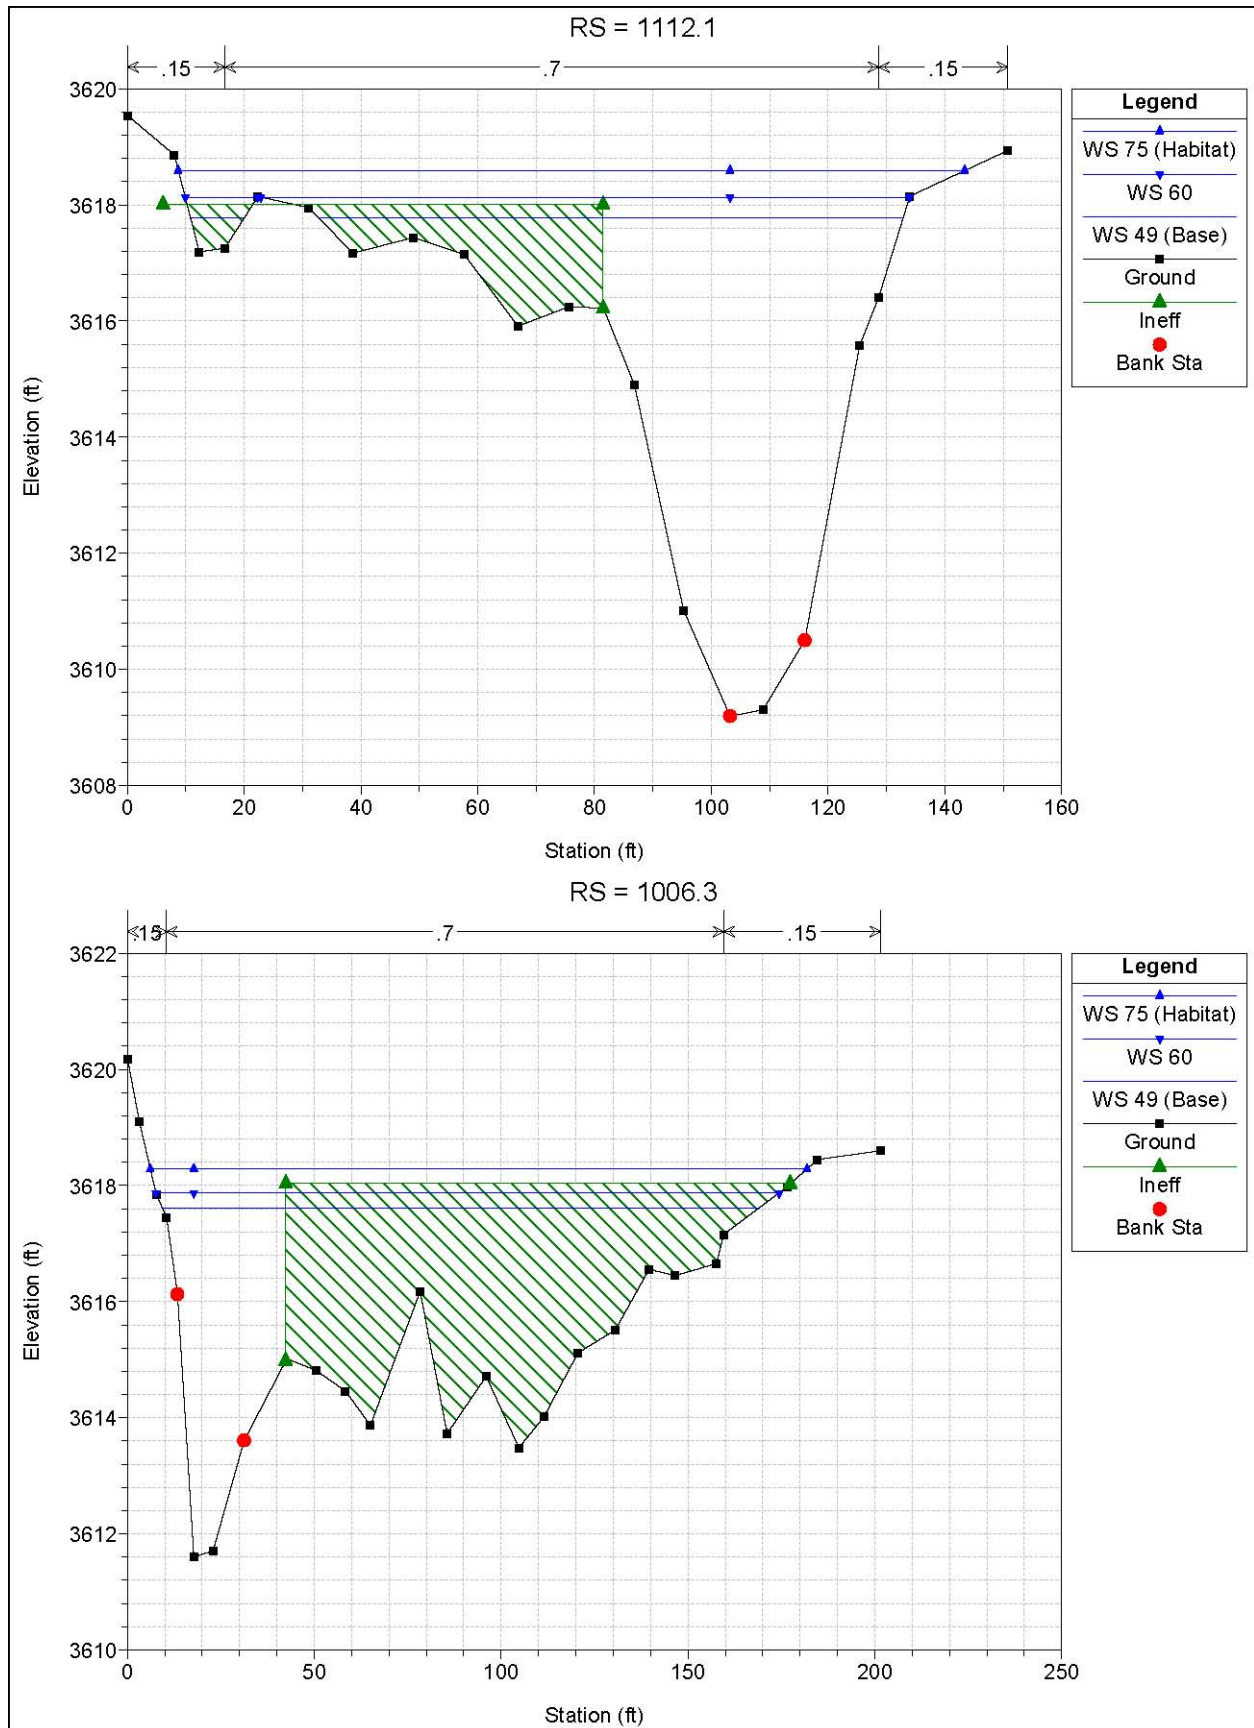 RS = 1112.1
.15
.7
.15
3620
3618
3616
3614
3612
3610
3608
Elevation (ft)
0 20 40 60 80 100 120 140 160
Station (ft)
Legend
WS 75 (Habitat)
WS 60
WS 49 (Base)
Ground
Ineff
Bank Sta
RS = 1006.3
.15
.7
.15
3622
3620
3618
3616
3614
3612
3610
Elevation (ft)
0 50 100 150 200 250
Station (ft)
Legend
WS 75 (Habitat)
WS 60
WS 49 (Base)
Ground
Ineff
Bank Sta